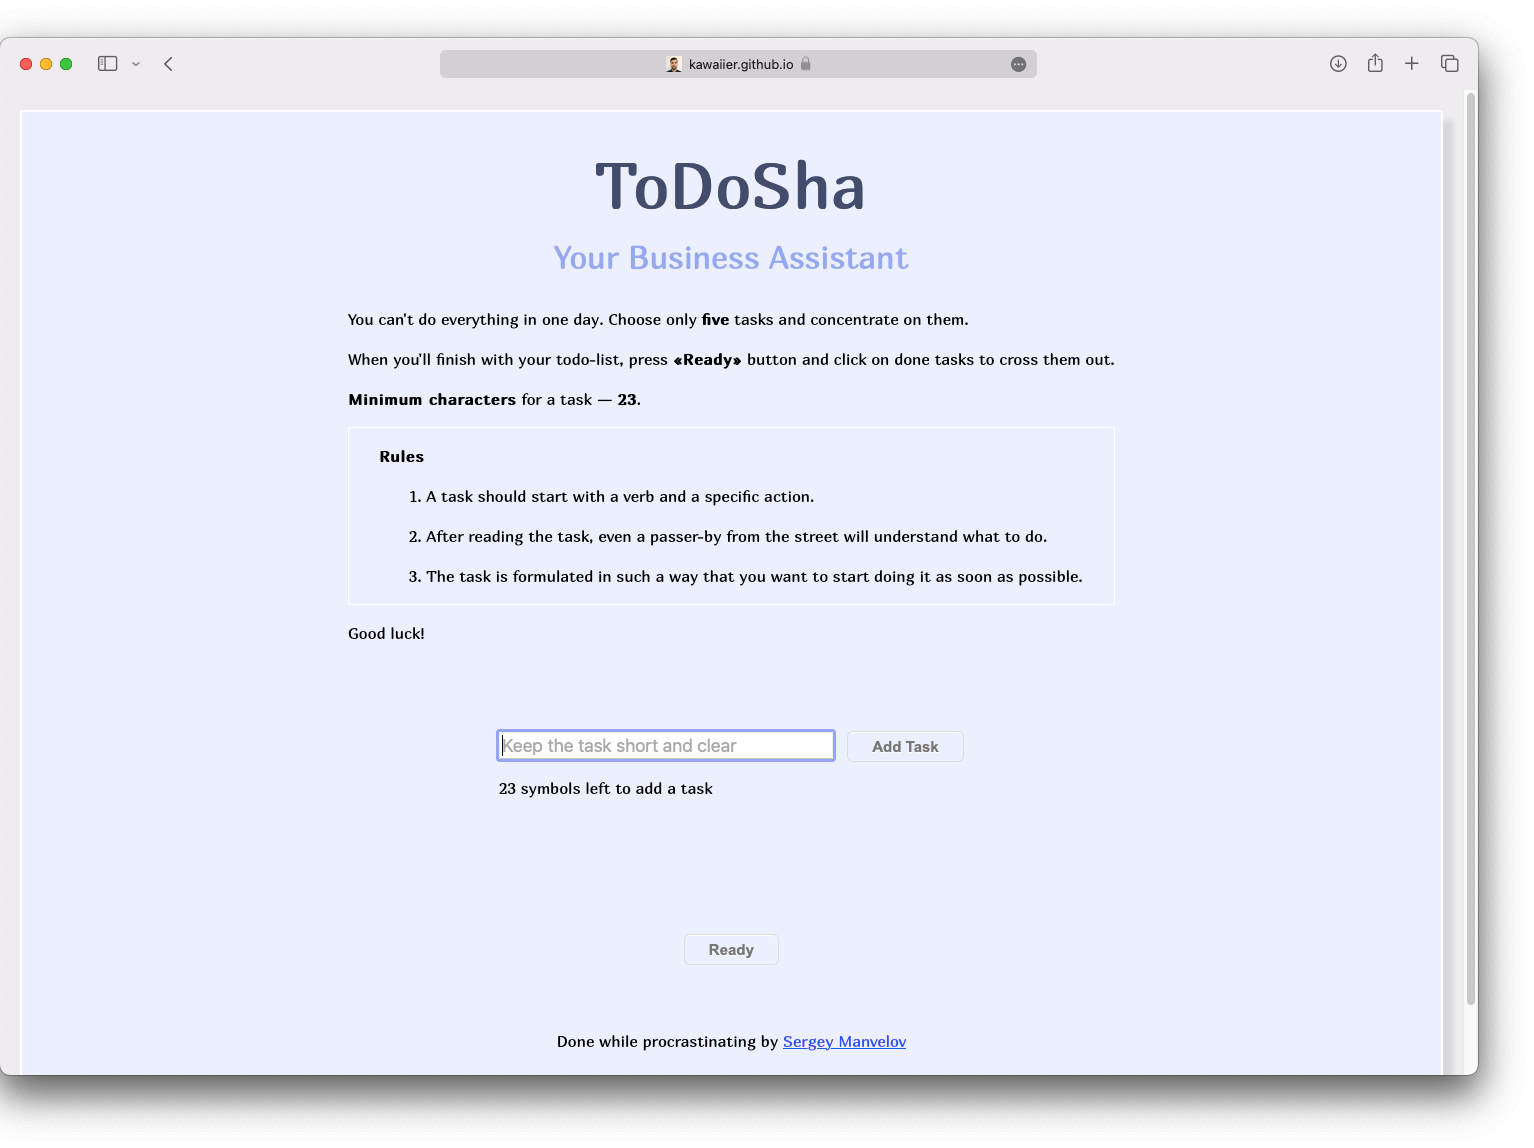 kawaiier.github.io
ToDoSha
Your Business Assistant
You can't do everything in one day. Choose only five tasks and concentrate on them.
When you'll finish with your todo-list, press «Ready» button and click on done tasks to cross them out.
Minimum characters for a task — 23.
Rules
1. A task should start with a verb and a specific action.
2. After reading the task, even a passer-by from the street will understand what to do.
3. The task is formulated in such a way that you want to start doing it as soon as possible.
Good luck!
Keep the task short and clear Add Task
23 symbols left to add a task
Ready
Done while procrastinating by Sergey Manvelov